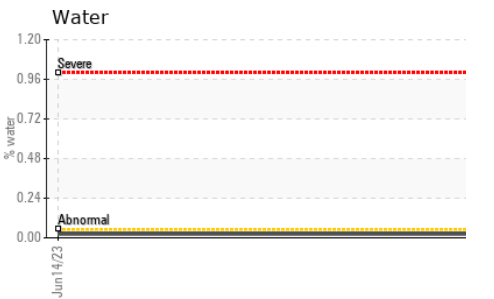 Water
1.20
Severe
0.96
0.72
% water
0.48
0.24
Abnormal
0.00
Jun14/23